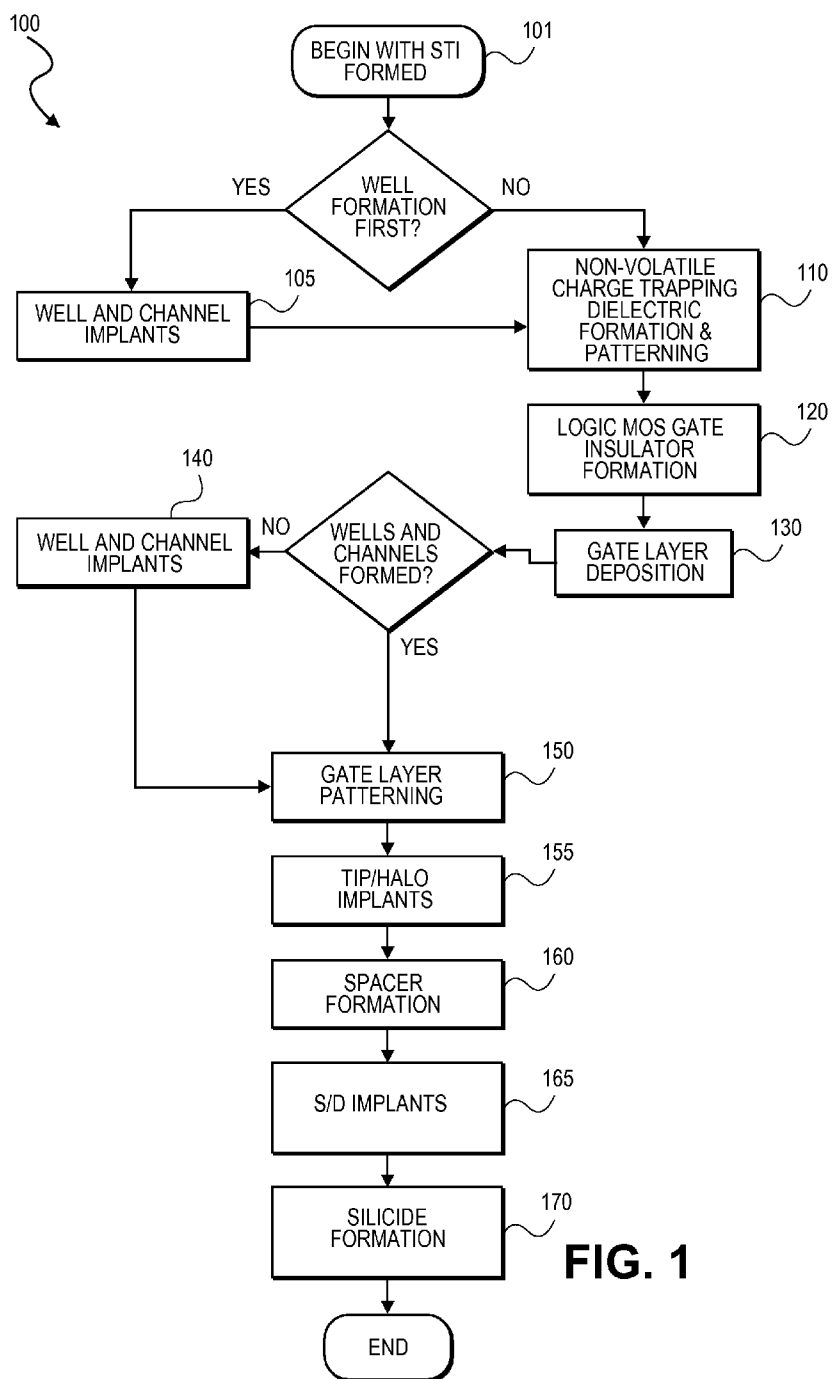 100
BEGIN WITH STI
FORMED
101
YES
WELL
FORMATION
FIRST?
NO
105
WELL AND CHANNEL
IMPLANTS
NON-VOLATILE
CHARGE TRAPPING
DIELECTRIC
FORMATION &
PATTERNING
110
LOGIC MOS GATE
INSULATOR
FORMATION
120
140
WELL AND CHANNEL
IMPLANTS
NO
WELLS AND
CHANNELS
FORMED?
GATE LAYER
DEPOSITION
130
YES
GATE LAYER
PATTERNING
150
TIP/HALO
IMPLANTS
155
SPACER
FORMATION
160
S/D IMPLANTS
165
SILICIDE
FORMATION
170
FIG. 1
END